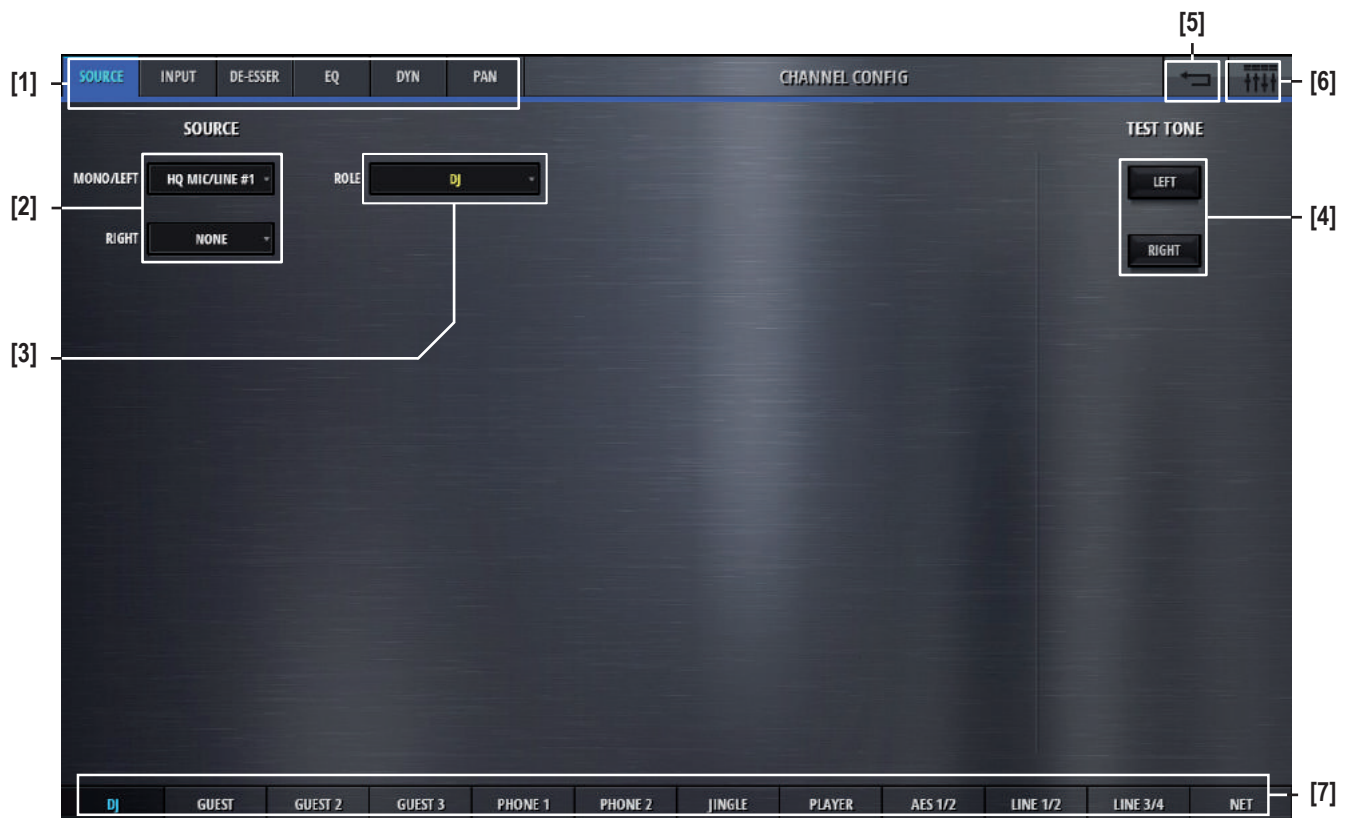 [5]
[1] SOURCE INPUT DE-ESSER EQ DYN PAN CHANNEL CONFIG [6]
SOURCE TEST TONE
MONO/LEFT HQ MIC/LINE #1 ROLE DJ LEFT
[2] [4]
RIGHT NONE RIGHT
[3]
DJ GUEST GUEST 2 GUEST 3 PHONE 1 PHONE 2 JINGLE PLAYER AES 1/2 LINE 1/2 LINE 3/4 NET [7]